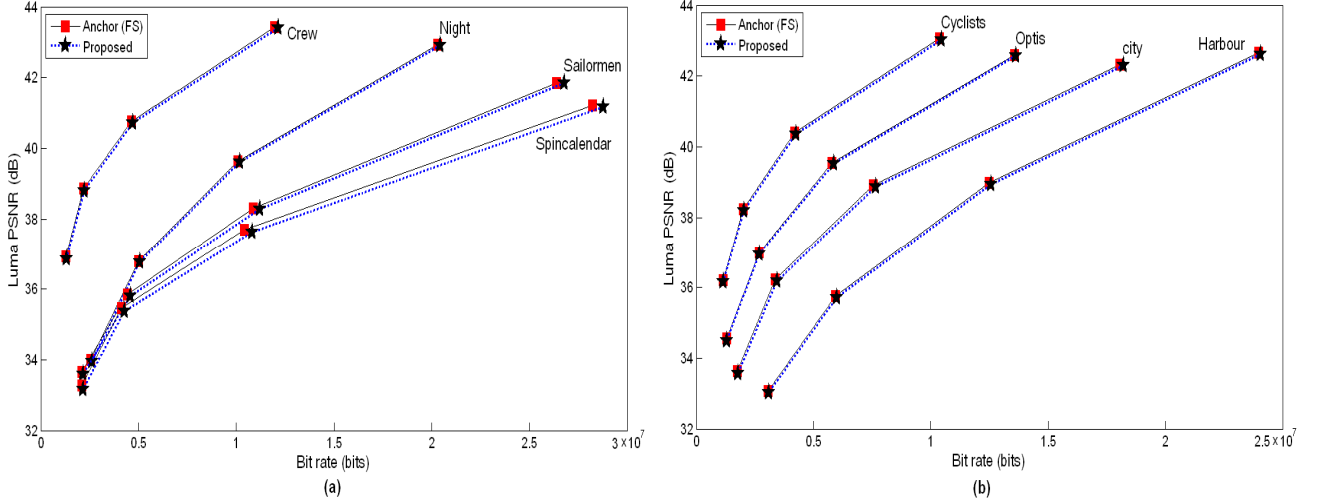 44
42
40
38
36
34
32
Luma PSNR (dB)
Anchor (FS)
Proposed
Crew
Night
Sailormen
Spincalendar
0 0.5 1 1.5 2 2.5 3 ×10⁷
Bit rate (bits)
(a)
44
42
40
38
36
34
32
Luma PSNR (dB)
Anchor (FS)
Proposed
Cyclists
Optis
city
Harbour
0 0.5 1 1.5 2 2.5 ×10⁷
Bit rate (bits)
(b)